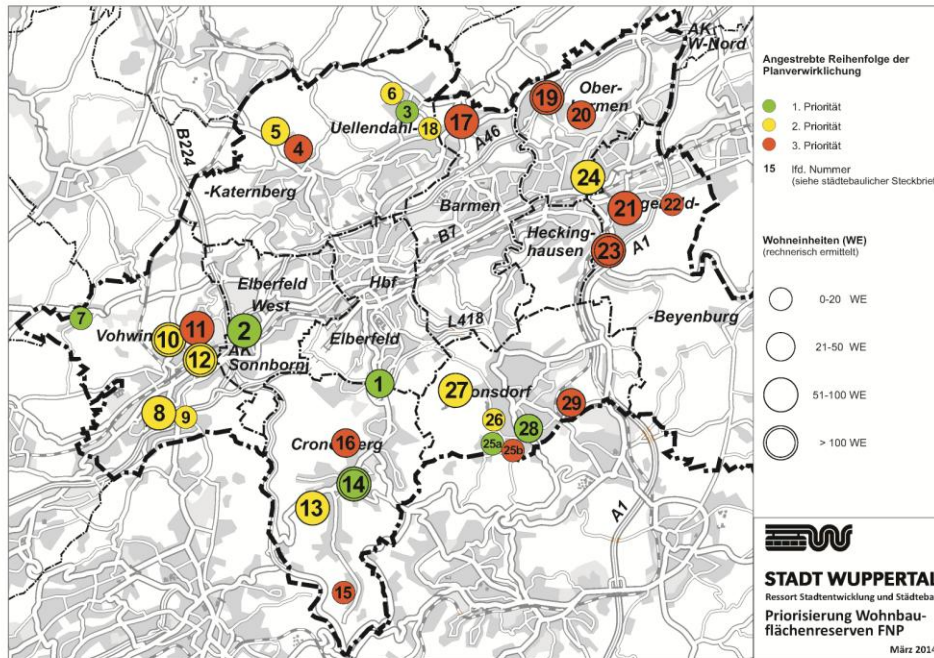 AK
W-Nord
B224
6
3
18
17
19
Ober-
20
Uellendahl-
A46
5
4
-Katernberg
24
Barmen
B7
21
22
Hecking-
hausen
23
A1
Elberfeld
West
Hbf
-Beyenburg
7
Vohwin
11
10
2
12
AK
Sonnborn
L418
Elberfeld
1
8
9
27
onsdorf
29
26
28
25a
25b
16
Crone
berg
14
13
A1
15
Angestrebte Reihenfolge der
Planverwirklichung
1. Priorität
2. Priorität
3. Priorität
15 lfd. Nummer
(siehe städtebaulicher Steckbrief
Wohneinheiten (WE)
(rechnerisch ermittelt)
0-20 WE
21-50 WE
51-100 WE
> 100 WE
STADT WUPPERTAL
Ressort Stadtentwicklung und Städteba
Priorisierung Wohnbau-
flächenreserven FNP
März 2014